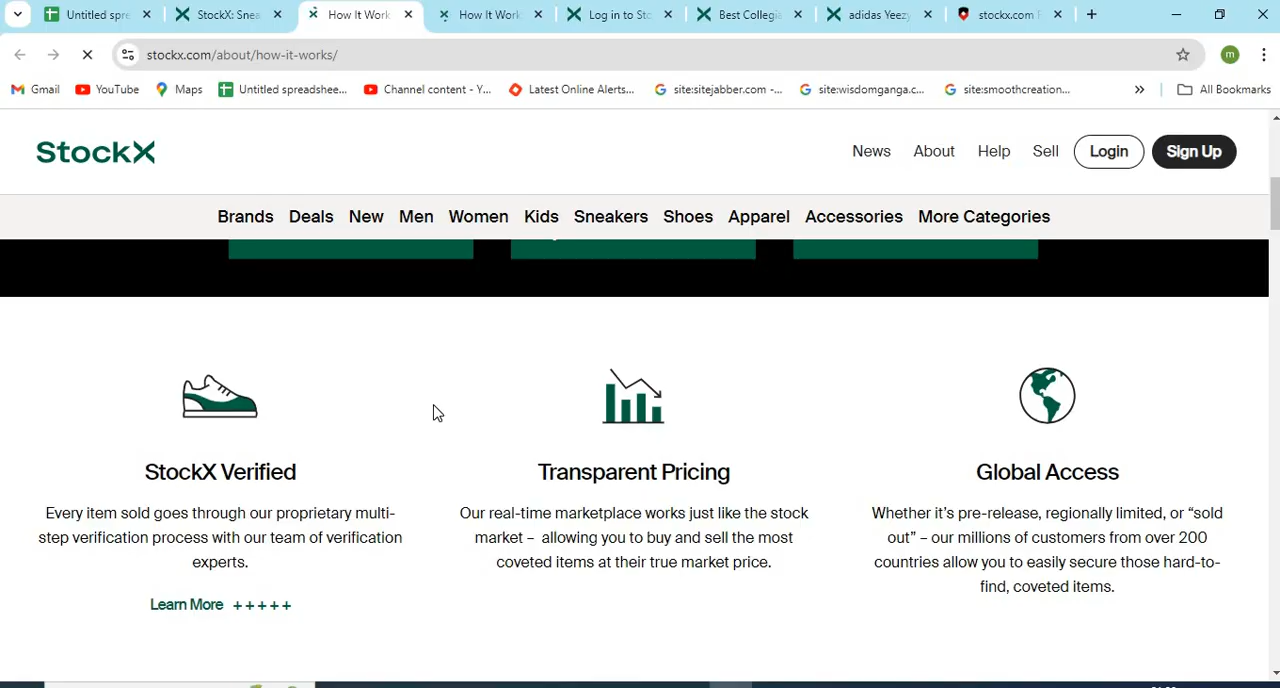 Untitled spre
StockX: Snea
How It Work
How It Work
Log in to Sto
Best Collegia
adidas Yeezy
stockx.com
stockx.com/about/how-it-works/
m
Gmail
YouTube
Maps
Untitled spreadshee...
Channel content - Y...
Latest Online Alerts...
site:sitejabber.com -...
site:wisdomganga.c...
site:smoothcreation...
All Bookmarks
StockX
News
About
Help
Sell
Login
Sign Up
Brands
Deals
New
Men
Women
Kids
Sneakers
Shoes
Apparel
Accessories
More Categories
StockX Verified
Every item sold goes through our proprietary multi-
step verification process with our team of verification
experts.
Learn More +++++
Transparent Pricing
Our real-time marketplace works just like the stock
market – allowing you to buy and sell the most
coveted items at their true market price.
Global Access
Whether it’s pre-release, regionally limited, or “sold
out” – our millions of customers from over 200
countries allow you to easily secure those hard-to-
find, coveted items.